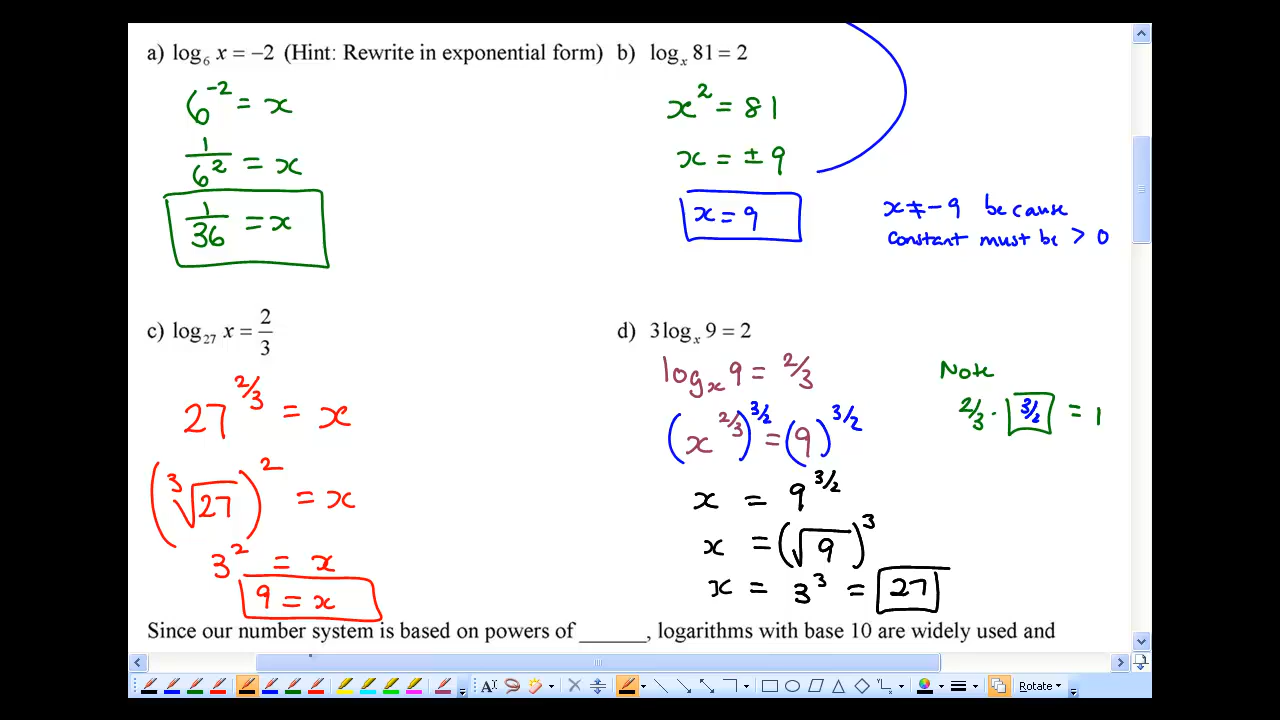 a) log₆ x = −2 (Hint: Rewrite in exponential form)
6⁻² = x
1/6² = x
1/36 = x
b) logₓ 81 = 2
x² = 81
x = ± 9
x = 9
x ≠ − 9 because
constant must be > 0
c) log₂₇ x = 2/3
27^(2/3) = x
(∛27)² = x
3² = x
9 = x
d) 3logₓ 9 = 2
logₓ 9 = 2/3
(x^(2/3))^(3/2) = (9)^(3/2)
x = 9^(3/2)
x = (√9)³
x = 3³ = 27
Note
2/3 · 3/2 = 1
Since our number system is based on powers of ______, logarithms with base 10 are widely used and
Rotate